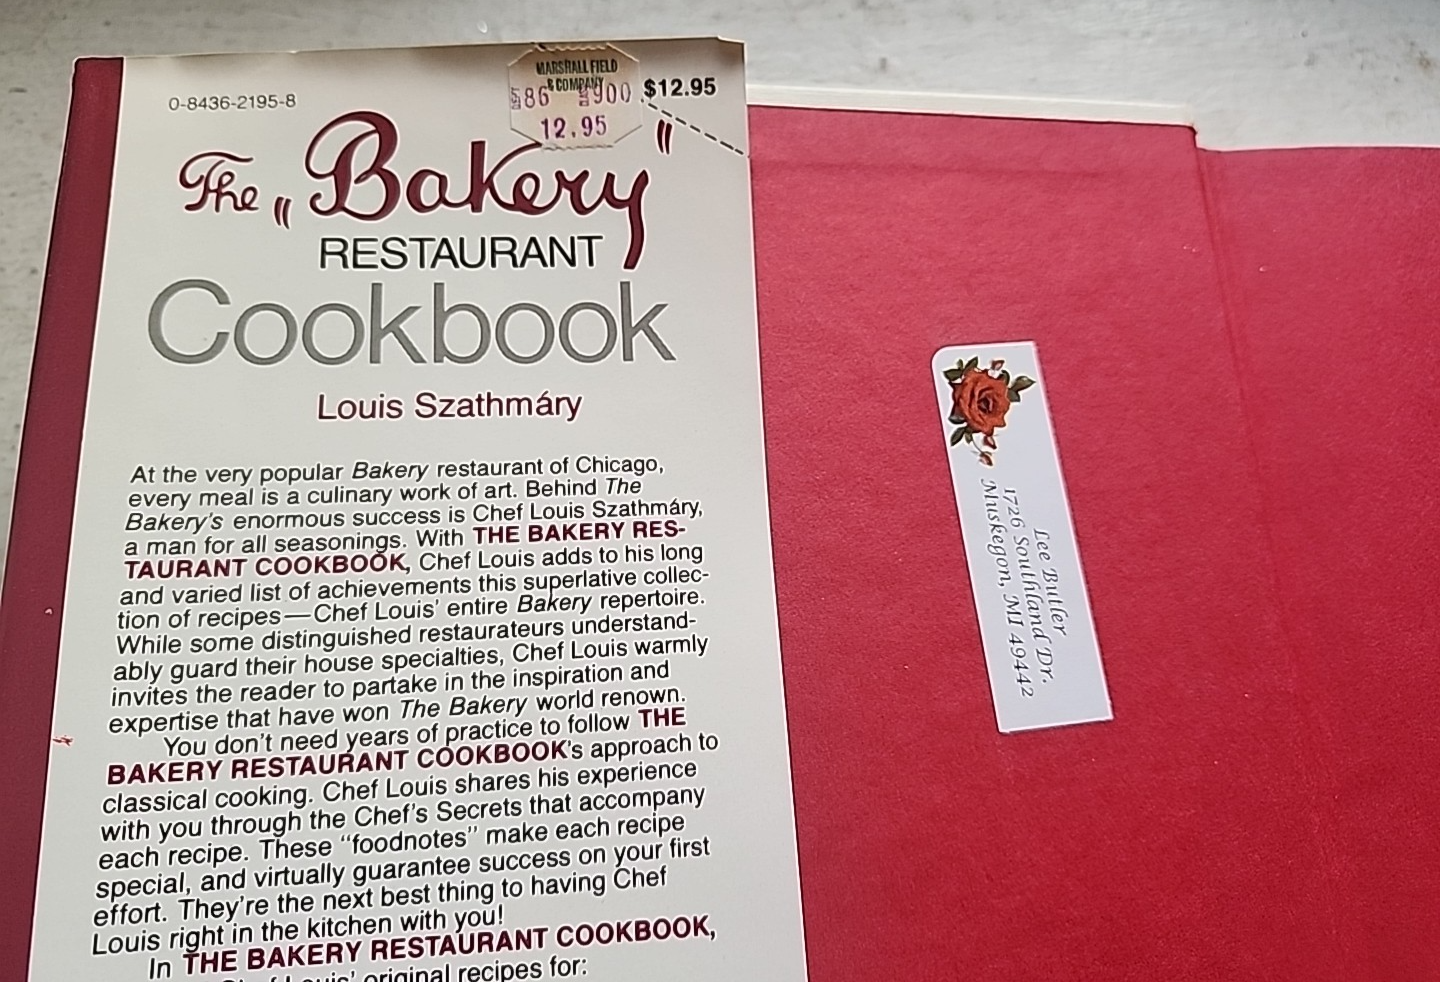 0-8436-2195-8
MARSHALL FIELD
& COMPANY
DEPT 86 900
12.95
$12.95
The "Bakery"
RESTAURANT
Cookbook
Louis Szathmáry
At the very popular Bakery restaurant of Chicago,
every meal is a culinary work of art. Behind The
Bakery's enormous success is Chef Louis Szathmáry,
a man for all seasonings. With THE BAKERY RES-
TAURANT COOKBOOK, Chef Louis adds to his long
and varied list of achievements this superlative collec-
tion of recipes—Chef Louis' entire Bakery repertoire.
While some distinguished restaurateurs understand-
ably guard their house specialties, Chef Louis warmly
invites the reader to partake in the inspiration and
expertise that have won The Bakery world renown.
You don't need years of practice to follow THE
BAKERY RESTAURANT COOKBOOK's approach to
classical cooking. Chef Louis shares his experience
with you through the Chef's Secrets that accompany
each recipe. These "foodnotes" make each recipe
special, and virtually guarantee success on your first
effort. They're the next best thing to having Chef
Louis right in the kitchen with you!
In THE BAKERY RESTAURANT COOKBOOK,
Chef Louis' original recipes for:
Lee Butler
1726 Southland Dr.
Muskegon, MI 49442